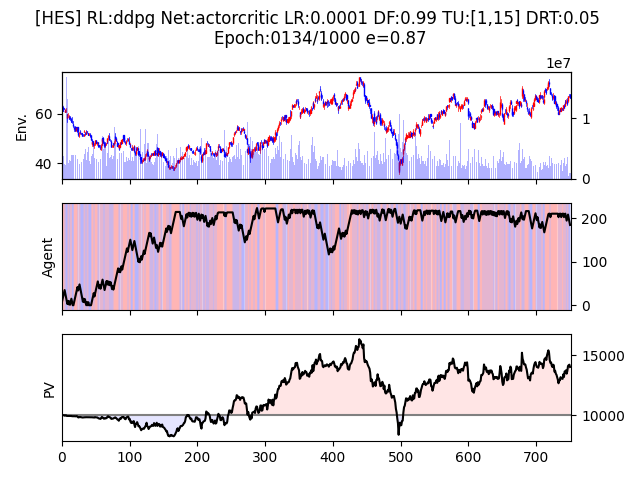 [HES] RL:ddpg Net:actorcritic LR:0.0001 DF:0.99 TU:[1,15] DRT:0.05
Epoch:0134/1000 e=0.87
1e7
Env.
60
40
1
0
Agent
200
100
0
PV
15000
10000
0 100 200 300 400 500 600 700